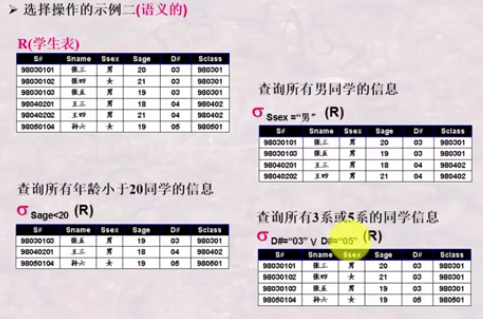 ➢ 选择操作的示例二(语义的)
R(学生表)
S# Sname Ssex Sage D# Sclass
98030101 张三 男 20 03 980301
98030102 张四 女 21 03 980301
98030103 张五 男 19 03 980301
98040201 王三 男 18 04 980402
98040202 王四 男 21 04 980402
98050104 孙六 女 19 05 980501
查询所有男同学的信息
σ Ssex =“男” (R)
S# Sname Ssex Sage D# Sclass
98030101 张三 男 20 03 980301
98030103 张五 男 19 03 980301
98040201 王三 男 18 04 980402
98040202 王四 男 21 04 980402
查询所有年龄小于20同学的信息
σ Sage<20 (R)
S# Sname Ssex Sage D# Sclass
98030103 张五 男 19 03 980301
98040201 王三 男 18 04 980402
98050104 孙六 女 19 05 980501
查询所有3系或5系的同学信息
σ D#=“03” ∨ D#=“05” (R)
S# Sname Ssex Sage D# Sclass
98030101 张三 男 20 03 980301
98030102 张四 女 21 03 980301
98030103 张五 男 19 03 980301
98050104 孙六 女 19 05 980501